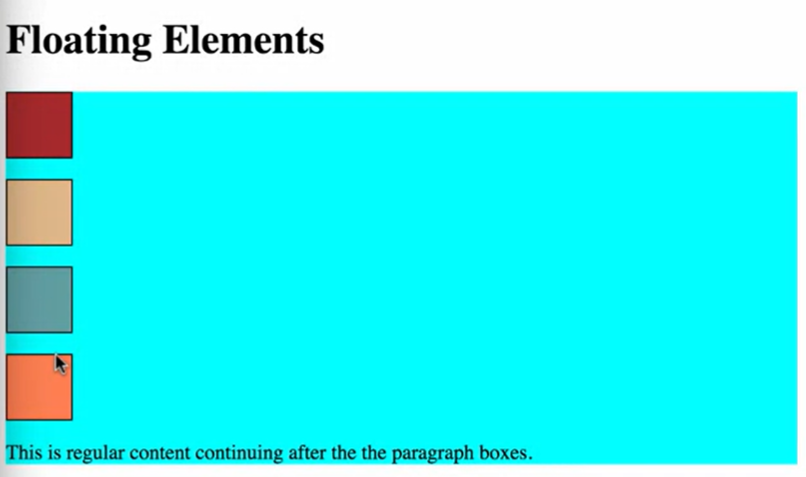 Floating Elements
This is regular content continuing after the the paragraph boxes.